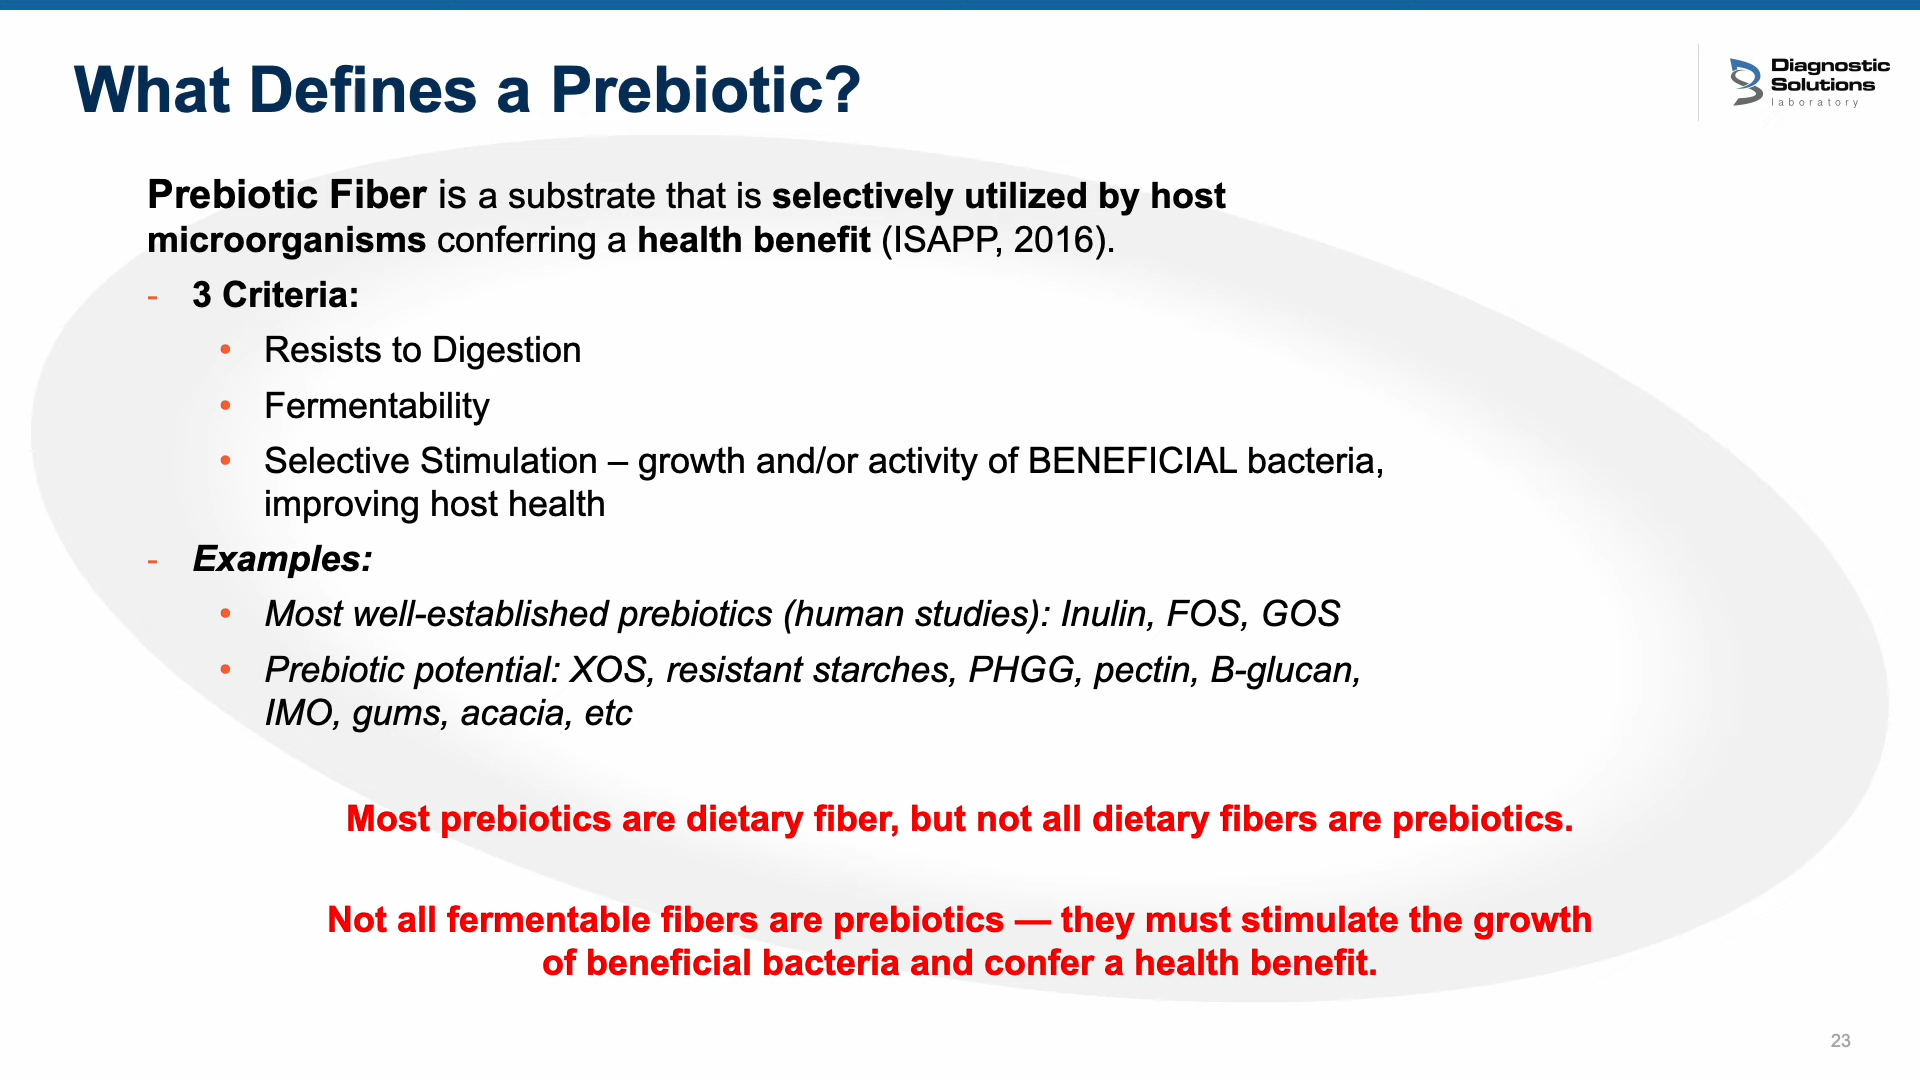 What Defines a Prebiotic?
Diagnostic
Solutions
laboratory
Prebiotic Fiber is a substrate that is selectively utilized by host
microorganisms conferring a health benefit (ISAPP, 2016).
- 3 Criteria:
• Resists to Digestion
• Fermentability
• Selective Stimulation – growth and/or activity of BENEFICIAL bacteria,
improving host health
- Examples:
• Most well-established prebiotics (human studies): Inulin, FOS, GOS
• Prebiotic potential: XOS, resistant starches, PHGG, pectin, B-glucan,
IMO, gums, acacia, etc
Most prebiotics are dietary fiber, but not all dietary fibers are prebiotics.
Not all fermentable fibers are prebiotics — they must stimulate the growth
of beneficial bacteria and confer a health benefit.
23